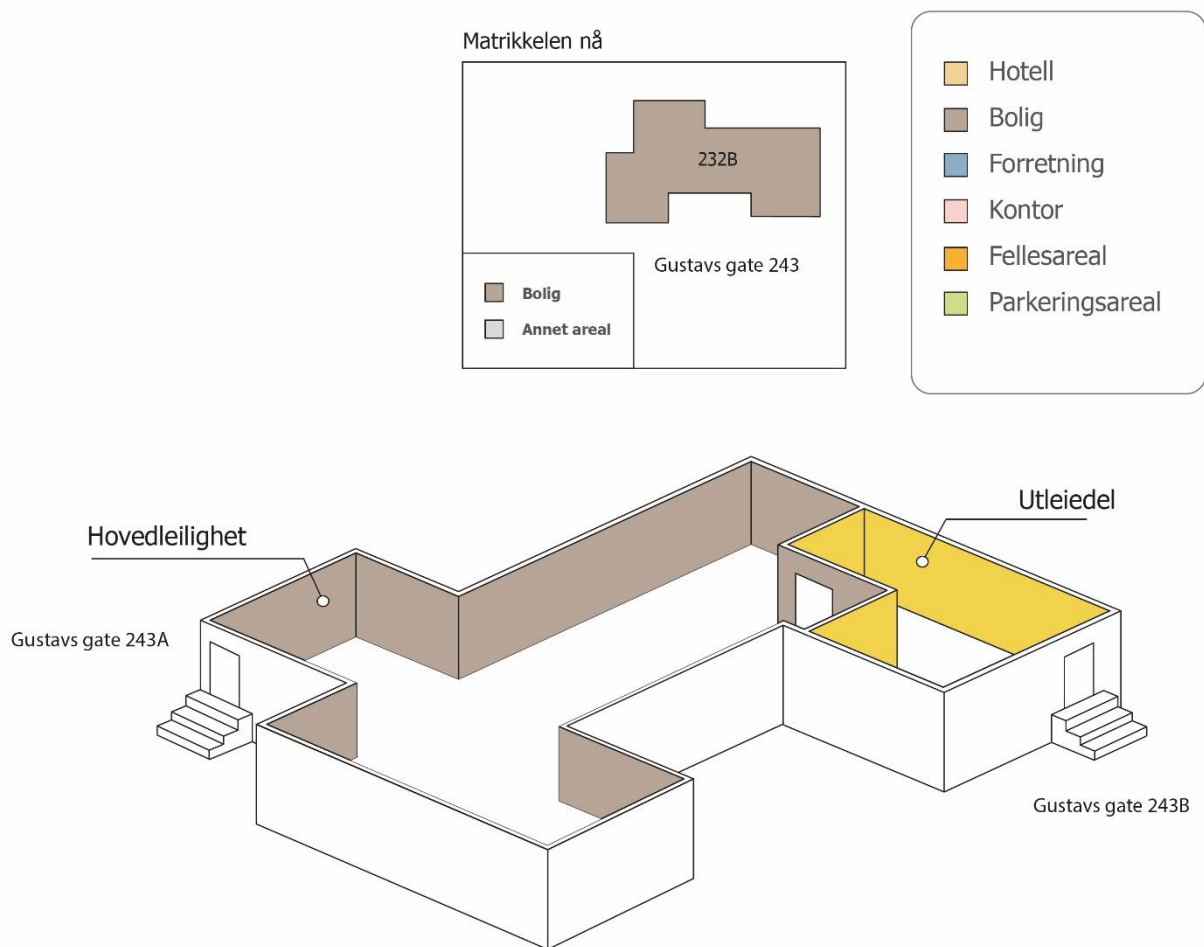 Matrikkelen nå
232B
Gustavs gate 243
Bolig
Annet areal
Hotell
Bolig
Forretning
Kontor
Fellesareal
Parkeringsareal
Hovedleilighet
Utleiedel
Gustavs gate 243A
Gustavs gate 243B